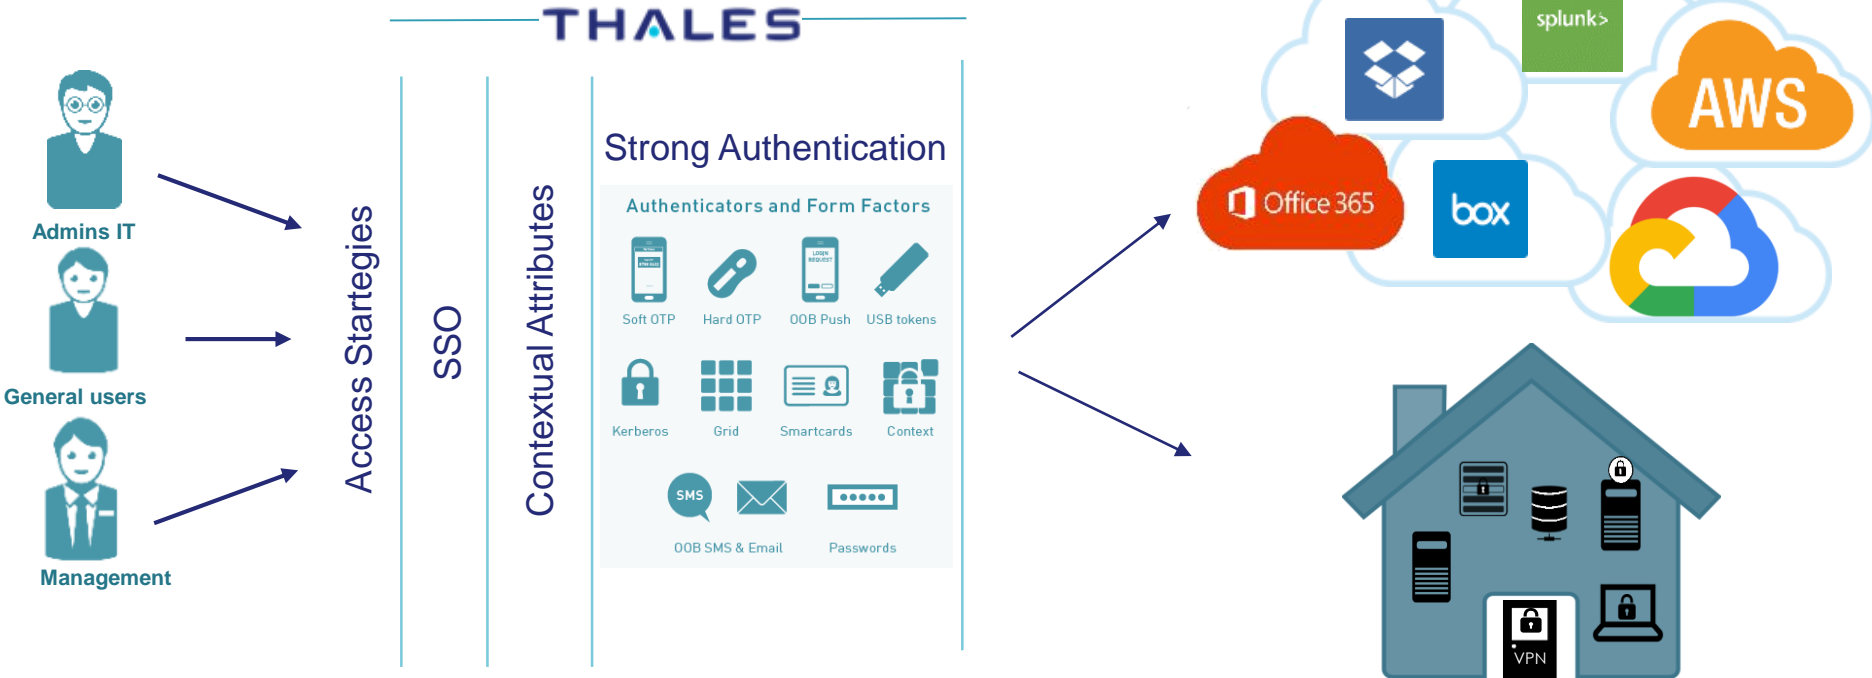 THALES
splunk>
AWS
Office 365
box
Admins IT
General users
Management
Access Startegies
SSO
Contextual Attributes
Strong Authentication
Authenticators and Form Factors
LOGIN
REQUEST
Soft OTP
Hard OTP
OOB Push
USB tokens
Kerberos
Grid
Smartcards
Context
SMS
OOB SMS & Email
Passwords
VPN